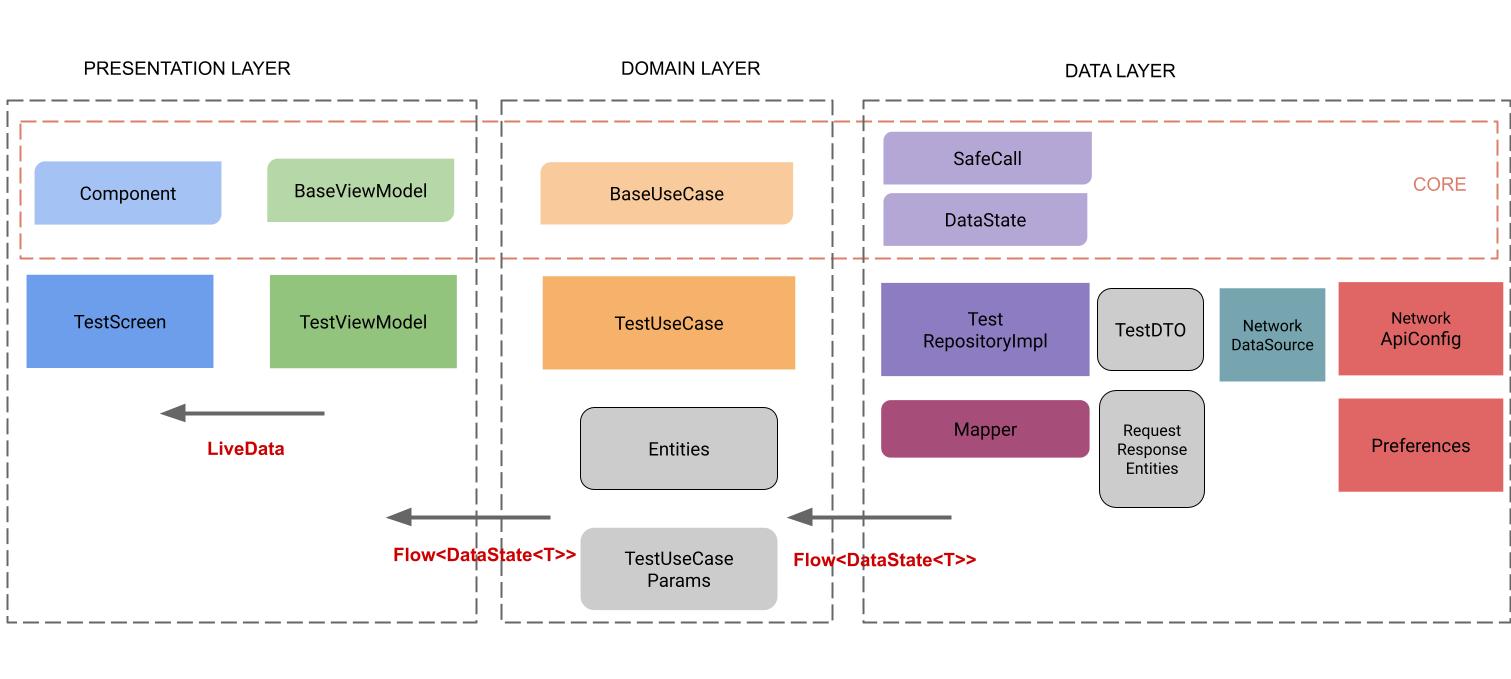 PRESENTATION LAYER
DOMAIN LAYER
DATA LAYER
Component
BaseViewModel
BaseUseCase
SafeCall
DataState
CORE
TestScreen
TestViewModel
TestUseCase
Test
RepositoryImpl
TestDTO
Network
DataSource
Network
ApiConfig
LiveData
Entities
Mapper
Request
Response
Entities
Preferences
Flow<DataState<T>>
TestUseCase
Params
Flow<DataState<T>>